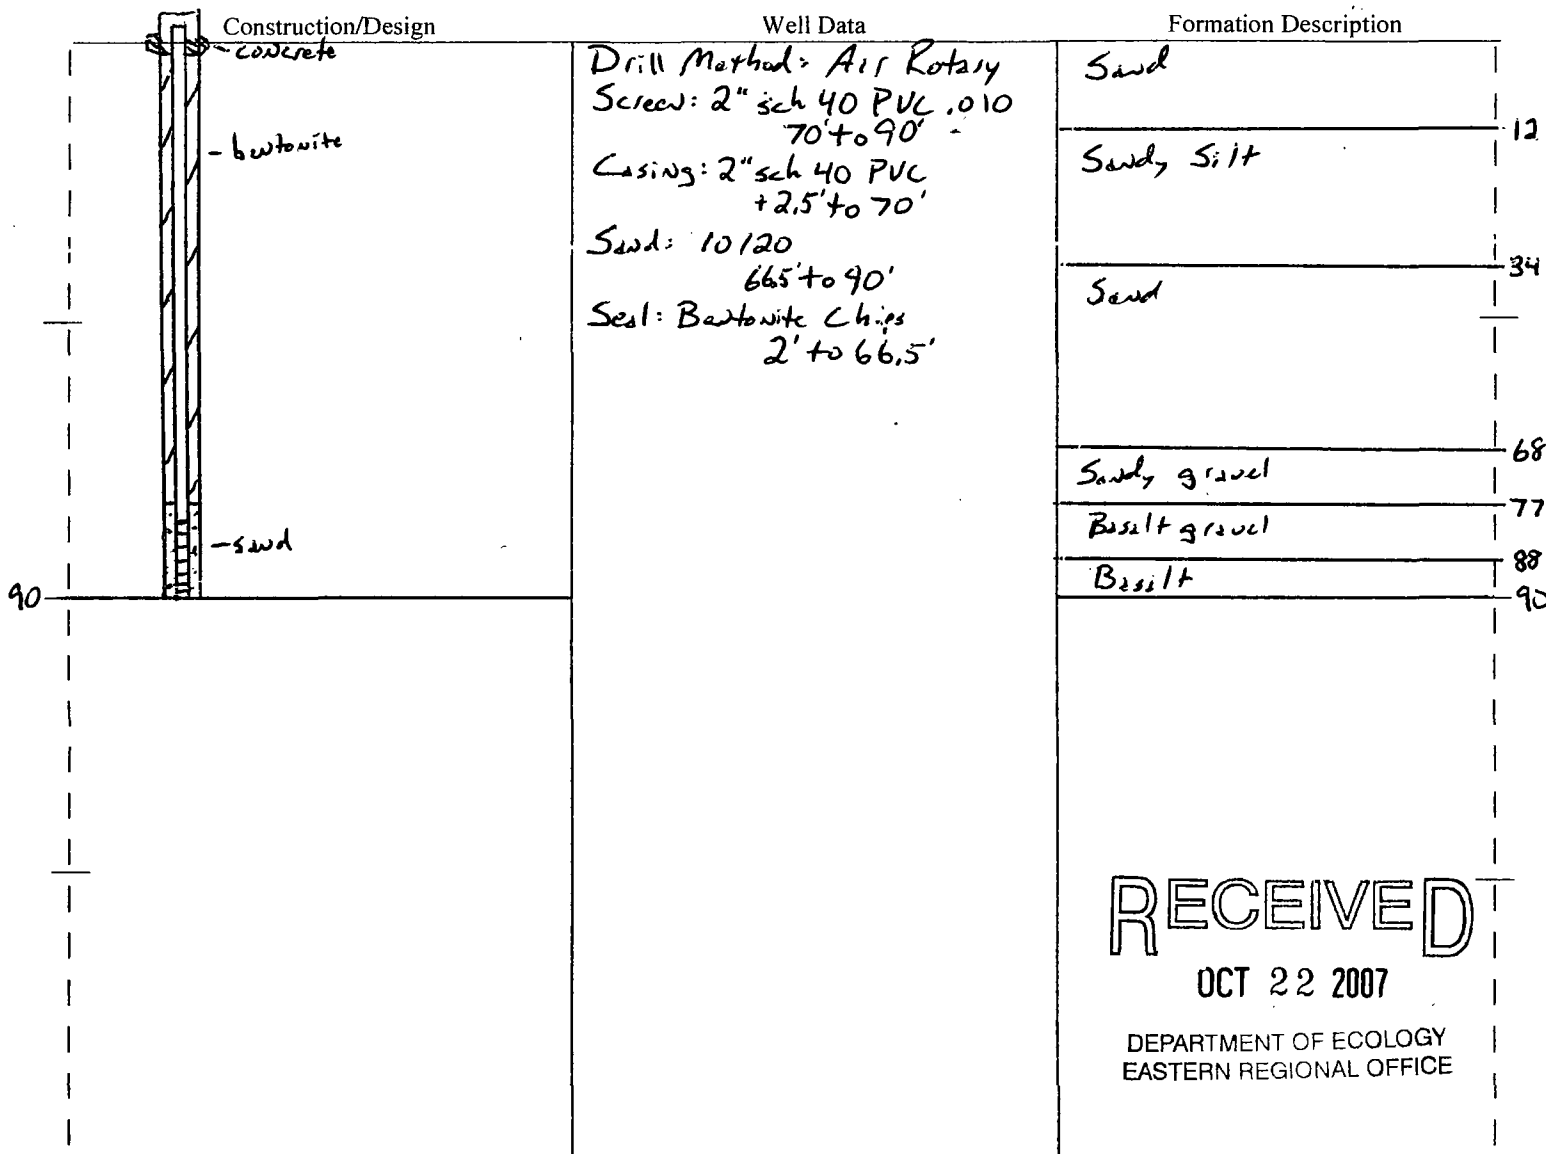 Construction/Design
Well Data
Formation Description
- concrete
- bentonite
- sand
90
Drill Method: Air Rotary
Screen: 2" sch 40 PVC .010
70' to 90'
Casing: 2" sch 40 PVC
+2.5' to 70'
Sand: 10/20
66.5' to 90'
Seal: Bentonite Chips
2' to 66.5'
Sand
12
Sandy Silt
34
Sand
68
Sandy gravel
77
Basalt gravel
88
Basalt
90
RECEIVED
OCT 22 2007
DEPARTMENT OF ECOLOGY
EASTERN REGIONAL OFFICE